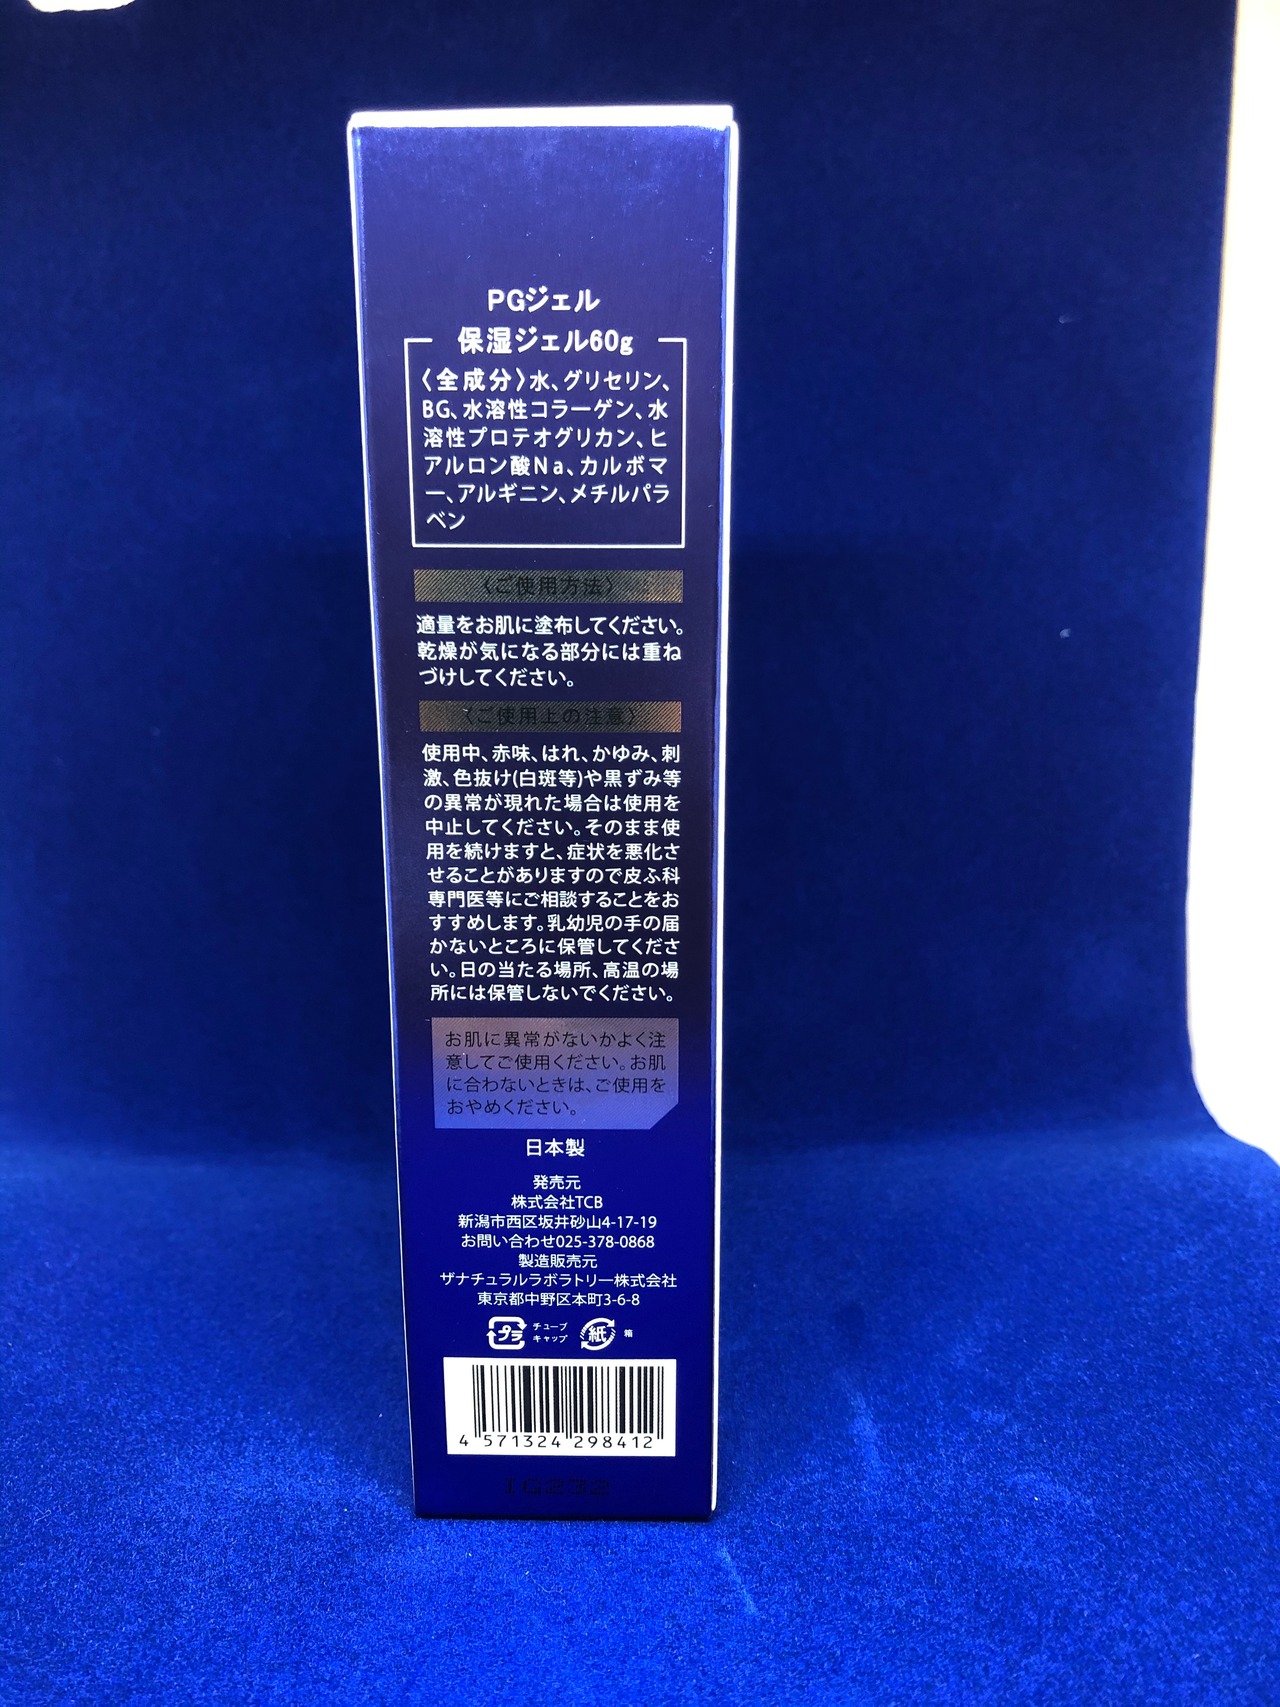 PGジェル
保湿ジェル60g
〈全成分〉水、グリセリン、
BG、水溶性コラーゲン、水
溶性プロテオグリカン、ヒ
アルロン酸Na、カルボマ
ー、アルギニン、メチルパラ
ベン
〈ご使用方法〉
適量をお肌に塗布してください。
乾燥が気になる部分には重ね
づけしてください。
〈ご使用上の注意〉
使用中、赤味、はれ、かゆみ、刺
激、色抜け(白斑等)や黒ずみ等
の異常が現れた場合は使用を
中止してください。そのまま使
用を続けますと、症状を悪化さ
せることがありますので皮ふ科
専門医等にご相談することをお
すすめします。乳幼児の手の届
かないところに保管してくださ
い。日の当たる場所、高温の場
所には保管しないでください。
お肌に異常がないかよく注
意してご使用ください。お肌
に合わないときは、ご使用を
おやめください。
日本製
発売元
株式会社TCB
新潟市西区坂井砂山4-17-19
お問い合わせ025-378-0868
製造販売元
ザナチュラルラボラトリー株式会社
東京都中野区本町3-6-8
プラ チューブ キャップ 紙 箱
4 571324 298412
IG232